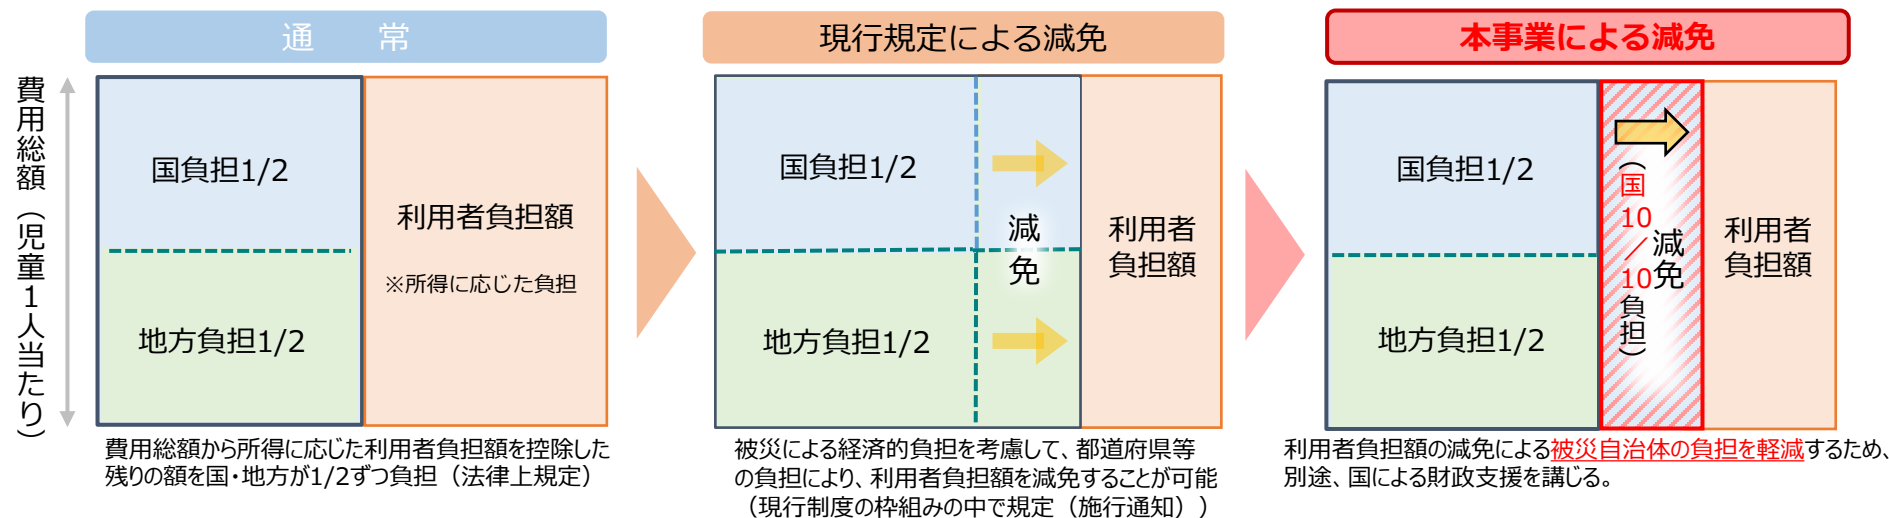 通　常
費用総額（児童1人当たり）
国負担1/2
地方負担1/2
利用者負担額
※所得に応じた負担
費用総額から所得に応じた利用者負担額を控除した
残りの額を国・地方が1/2ずつ負担（法律上規定）
現行規定による減免
国負担1/2
地方負担1/2
減免
利用者
負担額
被災による経済的負担を考慮して、都道府県等
の負担により、利用者負担額を減免することが可能
（現行制度の枠組みの中で規定（施行通知））
本事業による減免
国負担1/2
地方負担1/2
減免
（国10／10負担）
利用者
負担額
利用者負担額の減免による被災自治体の負担を軽減するため、
別途、国による財政支援を講じる。